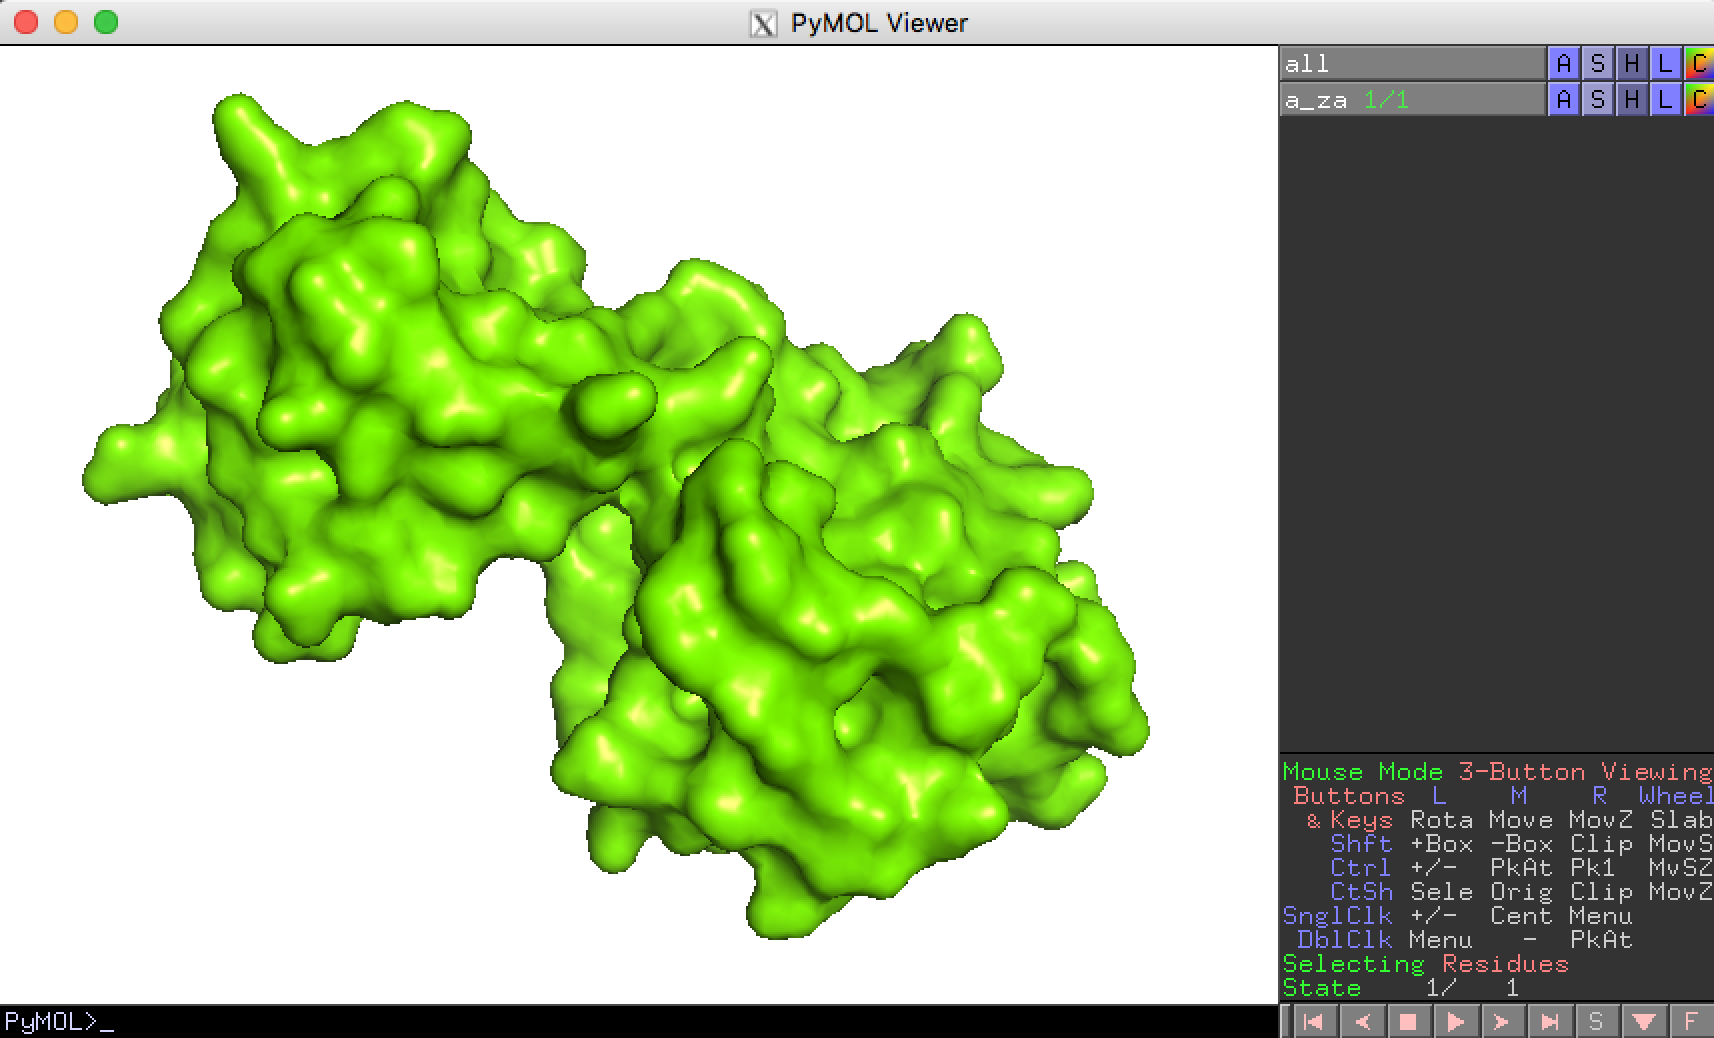 X PyMOL Viewer
all A S H L C
a_za 1/1 A S H L C
Mouse Mode 3-Button Viewing
Buttons L M R Wheel
& Keys Rota Move MovZ Slab
Shft +Box -Box Clip MovS
Ctrl +/- PkAt Pk1 MvSZ
CtSh Sele Orig Clip MovZ
SnglClk +/- Cent Menu
DblClk Menu - PkAt
Selecting Residues
State 1/ 1
PyMOL>_ S F